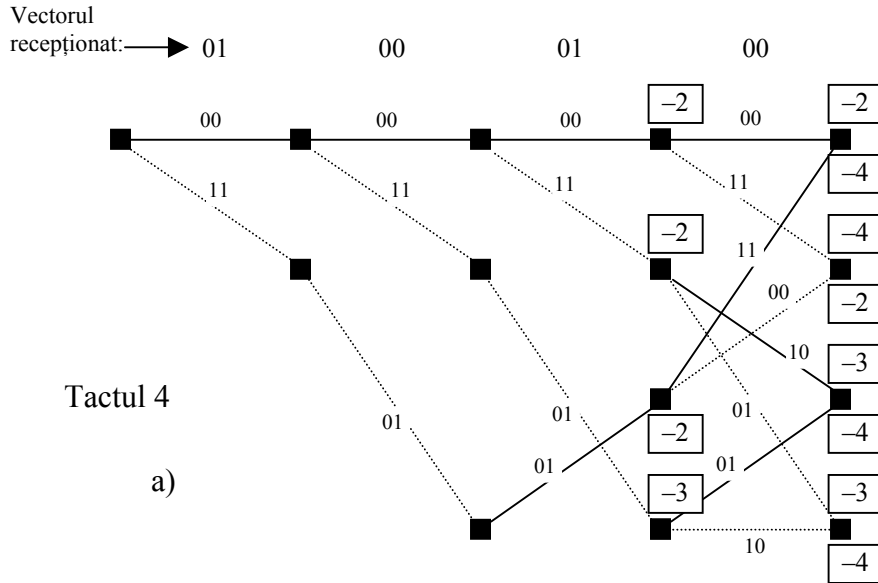 Vectorul
recepționat:
01 00 01 00
–2 –2
00 00 00 00
–4
11 11 11 11
–2 –4
11
00 –2
10 –3
Tactul 4
01 01 01
–2 –4
a)
01 –3 01 –3
10
–4